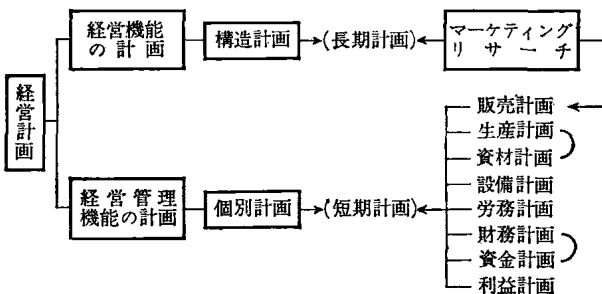 経営計画
経営機能
の計画
構造計画
(長期計画)
マーケティング
リサーチ
経営管理
機能の計画
個別計画
(短期計画)
販売計画
生産計画
資材計画
設備計画
労務計画
財務計画
資金計画
利益計画